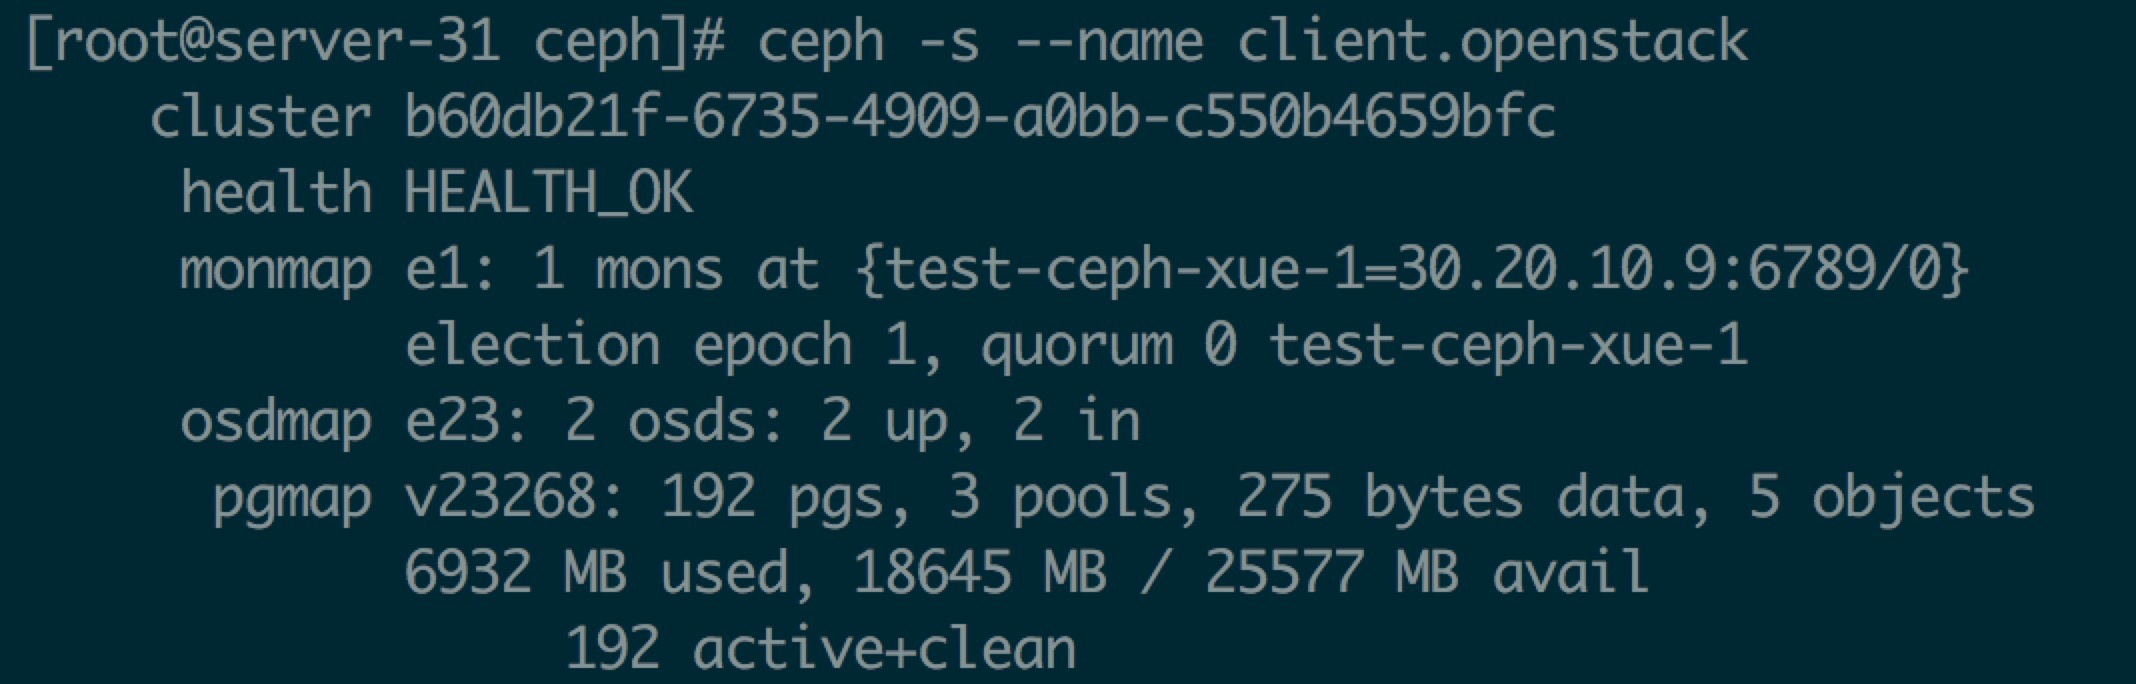 [root@server-31 ceph]# ceph -s --name client.openstack
cluster b60db21f-6735-4909-a0bb-c550b4659bfc
health HEALTH_OK
monmap e1: 1 mons at {test-ceph-xue-1=30.20.10.9:6789/0}
election epoch 1, quorum 0 test-ceph-xue-1
osdmap e23: 2 osds: 2 up, 2 in
pgmap v23268: 192 pgs, 3 pools, 275 bytes data, 5 objects
6932 MB used, 18645 MB / 25577 MB avail
192 active+clean